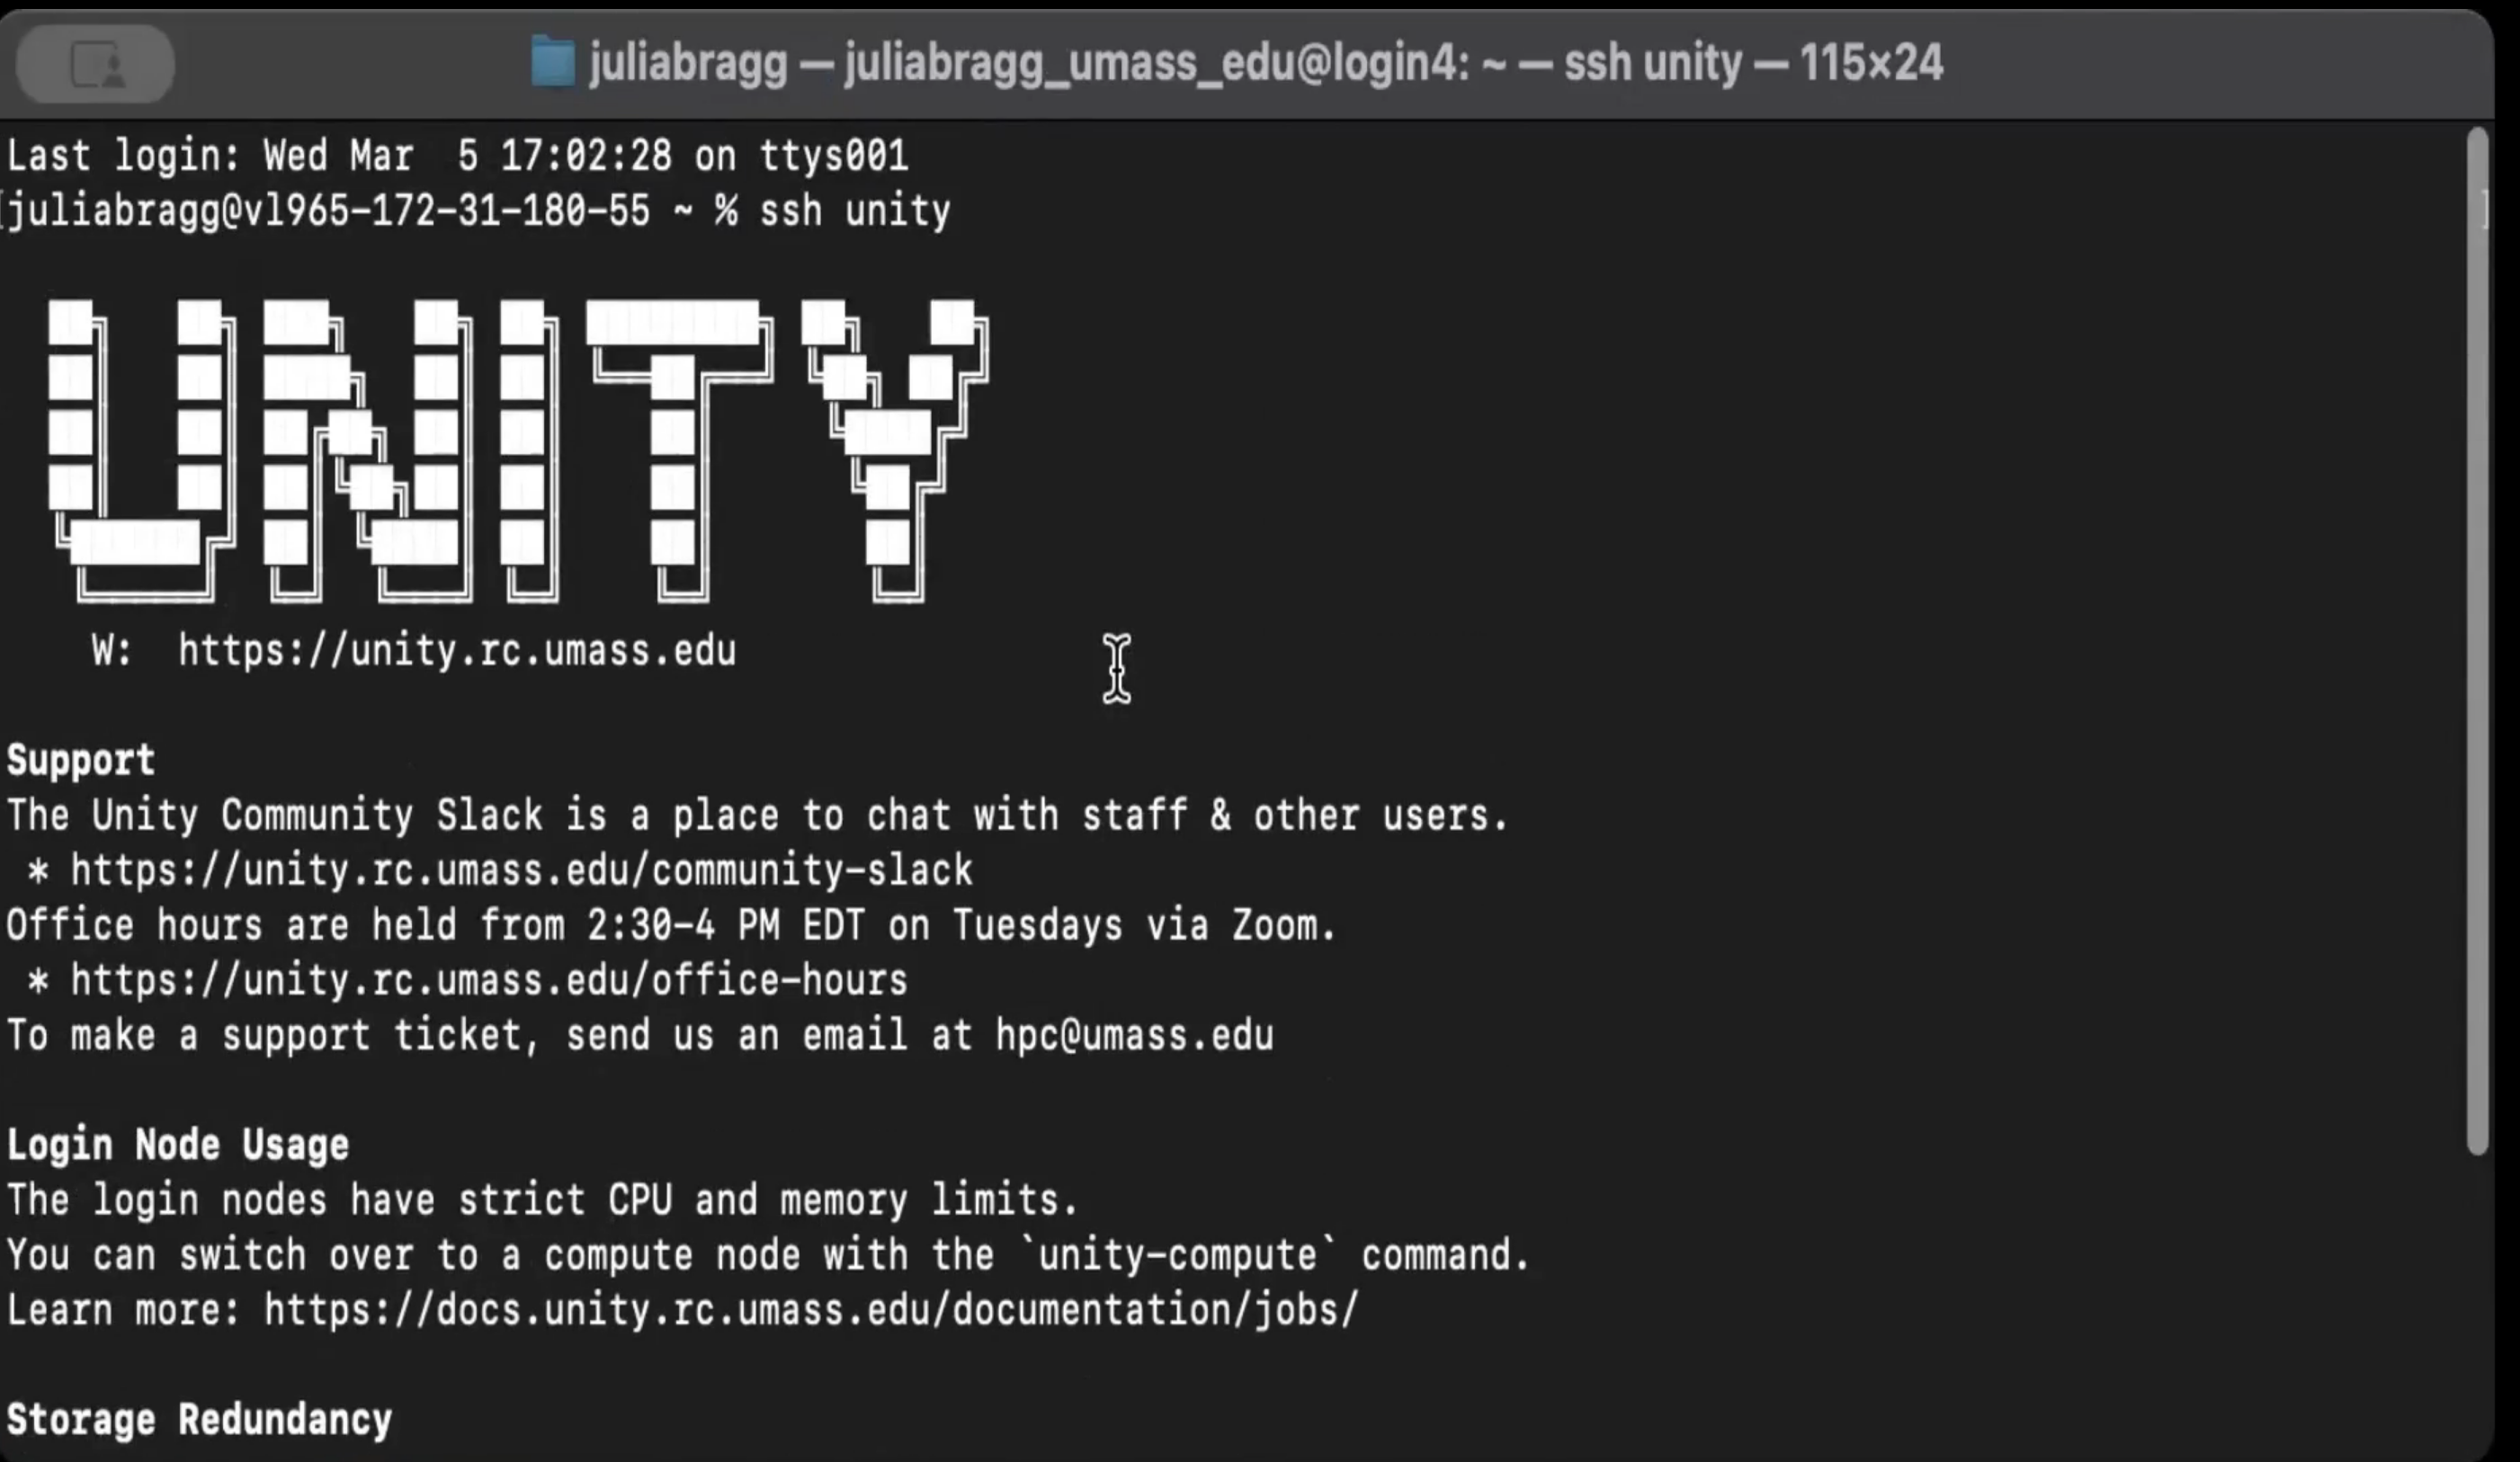 juliabragg — juliabragg_umass_edu@login4: ~ — ssh unity — 115×24
Last login: Wed Mar  5 17:02:28 on ttys001
[juliabragg@vl965-172-31-180-55 ~ % ssh unity ]
UNITY
W:  https://unity.rc.umass.edu
Support
The Unity Community Slack is a place to chat with staff & other users.
* https://unity.rc.umass.edu/community-slack
Office hours are held from 2:30-4 PM EDT on Tuesdays via Zoom.
* https://unity.rc.umass.edu/office-hours
To make a support ticket, send us an email at hpc@umass.edu
Login Node Usage
The login nodes have strict CPU and memory limits.
You can switch over to a compute node with the `unity-compute` command.
Learn more: https://docs.unity.rc.umass.edu/documentation/jobs/
Storage Redundancy